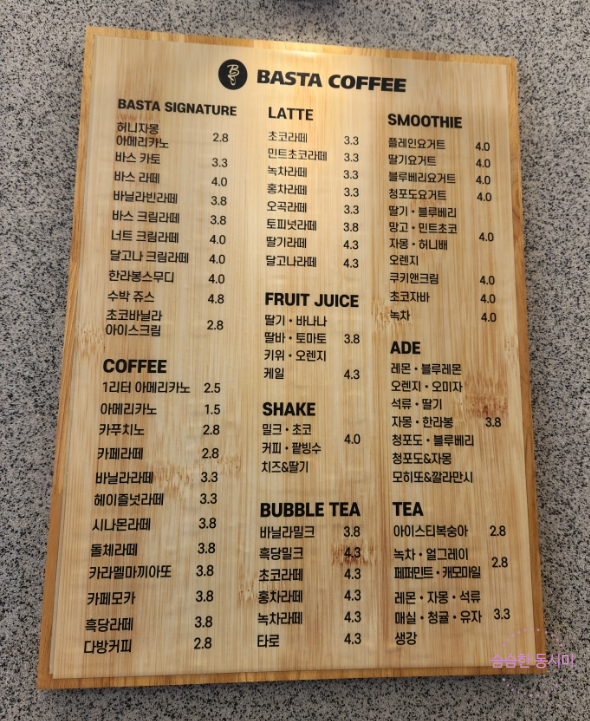 BASTA COFFEE
BASTA SIGNATURE
허니자몽
아메리카노 2.8
바스 카토 3.3
바스 라떼 4.0
바닐라빈라떼 3.8
바스 크림라떼 3.8
너트 크림라떼 4.0
달고나 크림라떼 4.0
한라봉스무디 4.0
수박 쥬스 4.8
초코바닐라
아이스크림 2.8
COFFEE
1리터 아메리카노 2.5
아메리카노 1.5
카푸치노 2.8
카페라떼 2.8
바닐라라떼 3.3
헤이즐넛라떼 3.3
시나몬라떼 3.8
돌체라떼 3.8
카라멜마끼아또 3.8
카페모카 3.8
흑당라떼 3.8
다방커피 2.8
LATTE
초코라떼 3.3
민트초코라떼 3.3
녹차라떼 3.3
홍차라떼 3.3
오곡라떼 3.3
토피넛라떼 3.8
딸기라떼 4.3
달고나라떼 4.3
FRUIT JUICE
딸기 • 바나나
딸바 • 토마토 3.8
키위 • 오렌지
케일 4.3
SHAKE
밀크 • 초코
커피 • 팥빙수 4.0
치즈&딸기
BUBBLE TEA
바닐라밀크 3.8
흑당밀크 4.3
초코라떼 4.3
홍차라떼 4.3
녹차라떼 4.3
타로 4.3
SMOOTHIE
플레인요거트 4.0
딸기요거트 4.0
블루베리요거트 4.0
청포도요거트 4.0
딸기 • 블루베리
망고 • 민트초코
자몽 • 허니배 4.0
오렌지
쿠키앤크림 4.0
초코자바 4.0
녹차 4.0
ADE
레몬 • 블루레몬
오렌지 • 오미자
석류 • 딸기
자몽 • 한라봉 3.8
청포도 • 블루베리
청포도&자몽
모히또&깔라만시
TEA
아이스티복숭아 2.8
녹차 • 얼그레이
페퍼민트 • 캐모마일 2.8
레몬 • 자몽 • 석류
매실 • 청귤 • 유자 3.3
생강
승승한 동시마